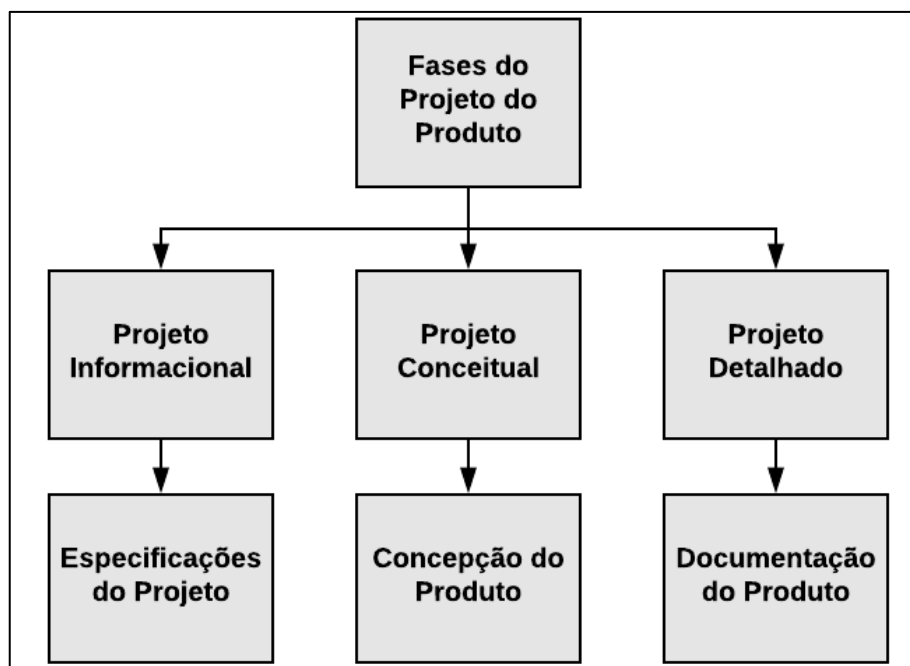 Fases do
Projeto do
Produto
Projeto
Informacional
Projeto
Conceitual
Projeto
Detalhado
Especificações
do Projeto
Concepção do
Produto
Documentação
do Produto